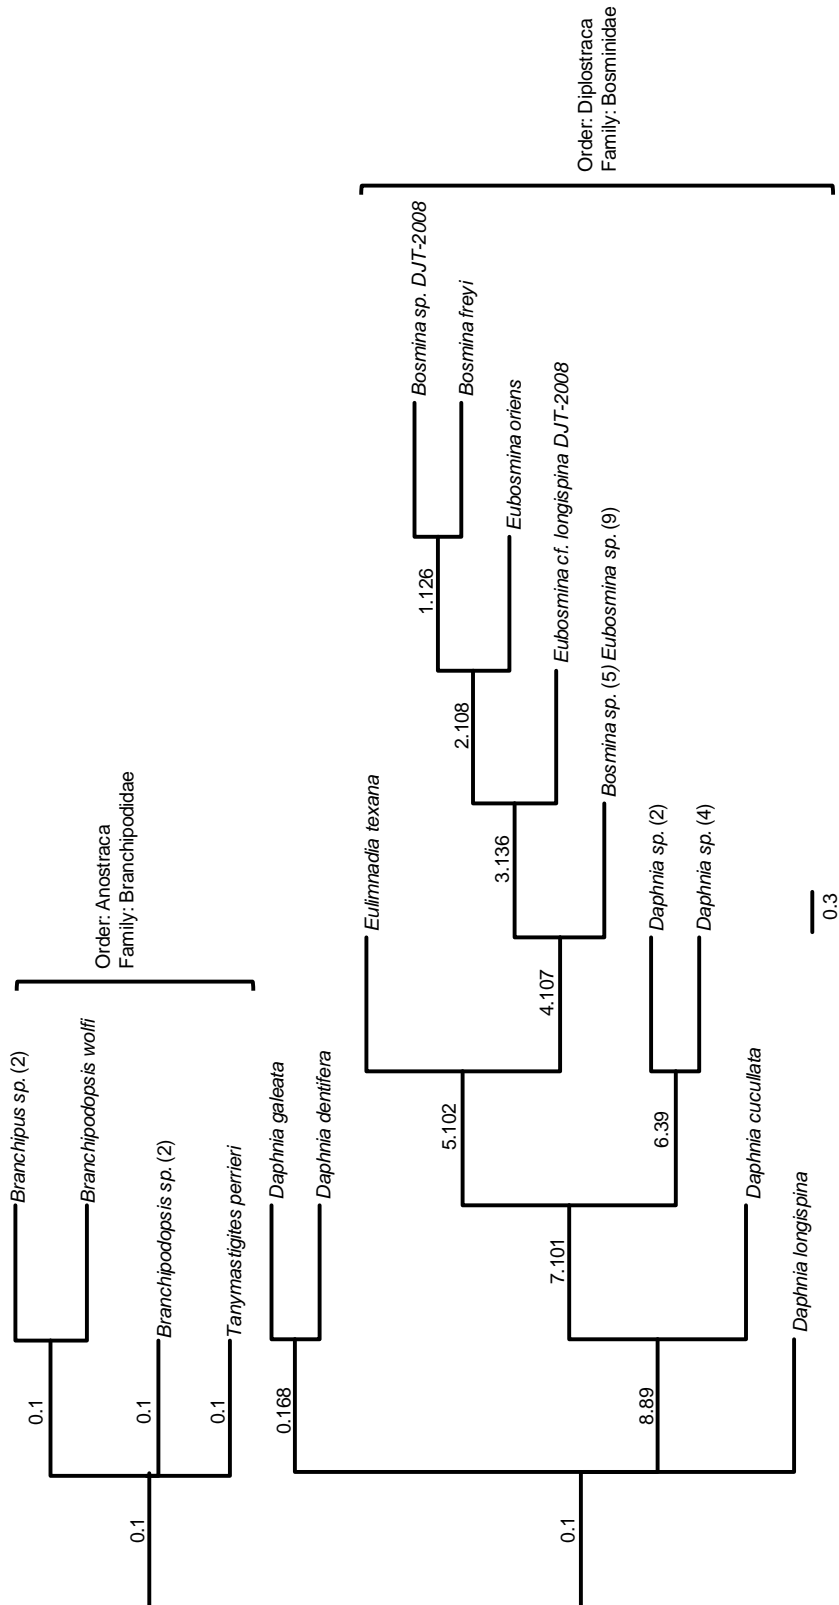 Order: Anostraca
Family: Branchipodidae
Branchipus sp. (2)
Branchipodopsis wolfi
Branchipodopsis sp. (2)
Tanymastigites perrieri
0.1
0.1
0.1
0.1
Order: Diplostraca
Family: Bosminidae
Daphnia galeata
Daphnia dentifera
Eulimnadia texana
Bosmina sp. DJT-2008
Bosmina freyi
Eubosmina oriens
Eubosmina cf. longispina DJT-2008
Bosmina sp. (5) Eubosmina sp. (9)
Daphnia sp. (2)
Daphnia sp. (4)
Daphnia cucullata
Daphnia longispina
0.168
1.126
2.108
3.136
4.107
5.102
6.39
7.101
8.89
0.1
0.3